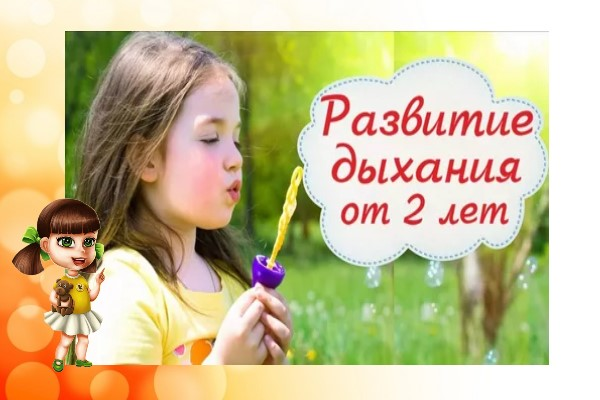 Развитие
дыхания
от 2 лет